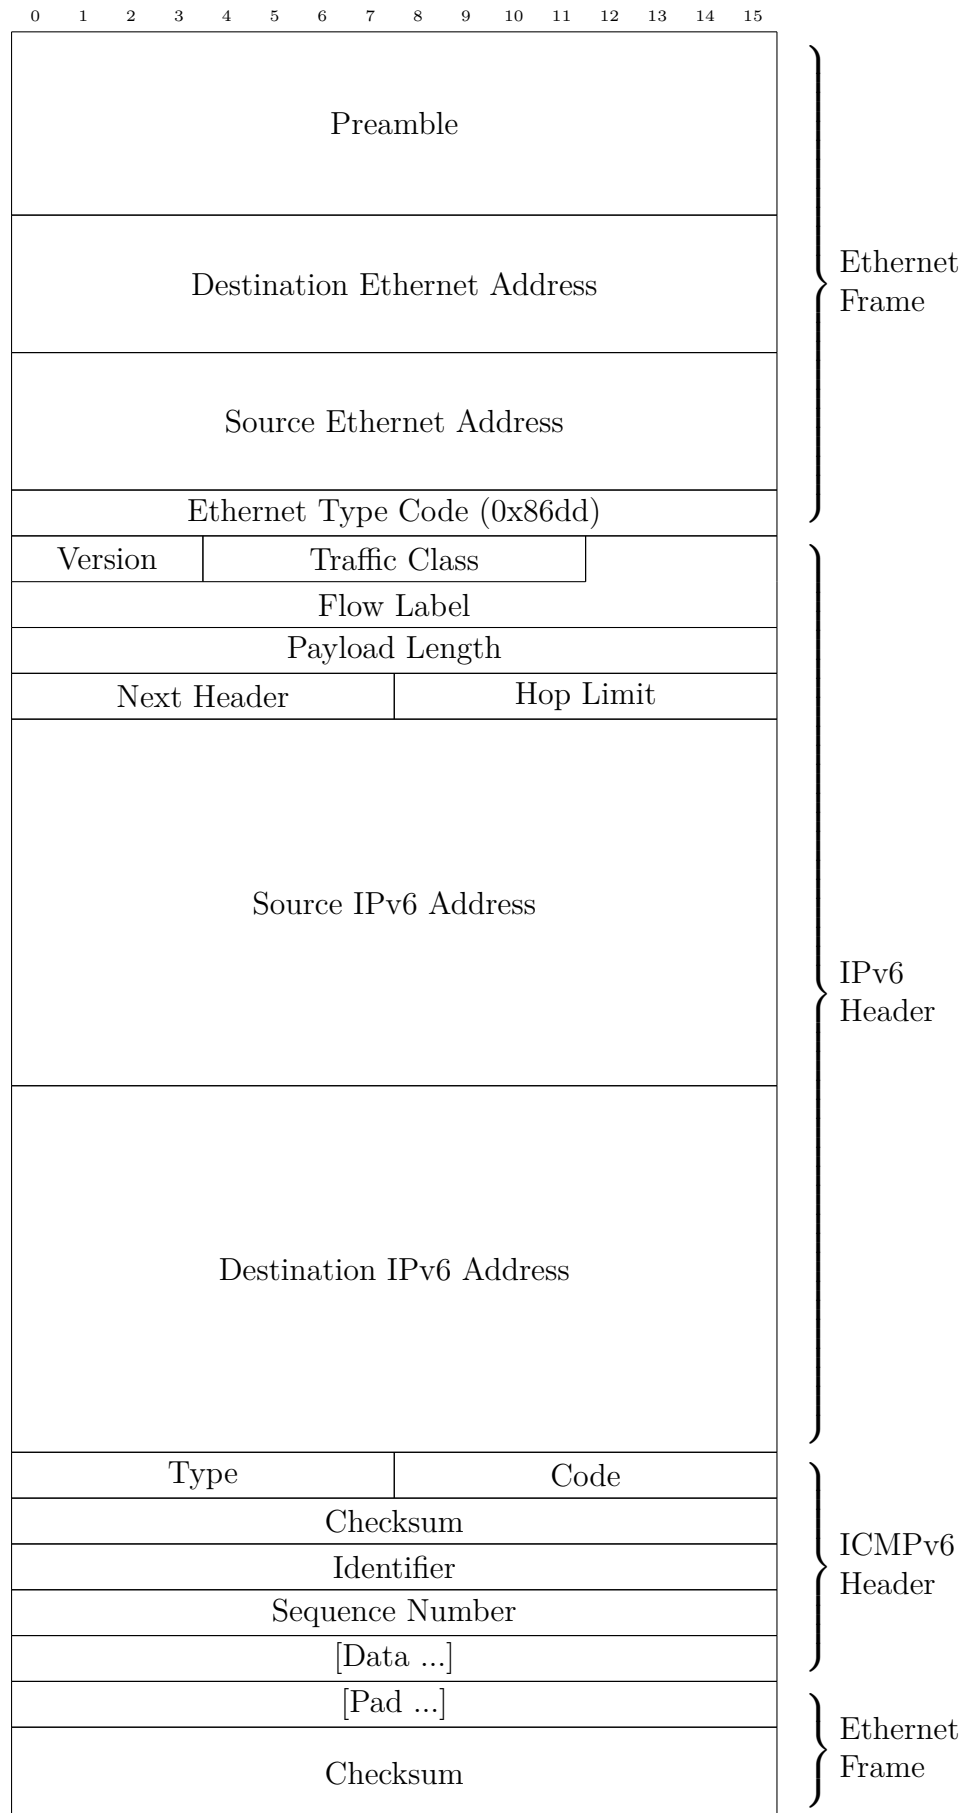 0 1 2 3 4 5 6 7 8 9 10 11 12 13 14 15
Preamble
Destination Ethernet Address
Source Ethernet Address
Ethernet Type Code (0x86dd)
Ethernet
Frame
Version Traffic Class
Flow Label
Payload Length
Next Header Hop Limit
Source IPv6 Address
Destination IPv6 Address
IPv6
Header
Type Code
Checksum
Identifier
Sequence Number
[Data ...]
ICMPv6
Header
[Pad ...]
Checksum
Ethernet
Frame